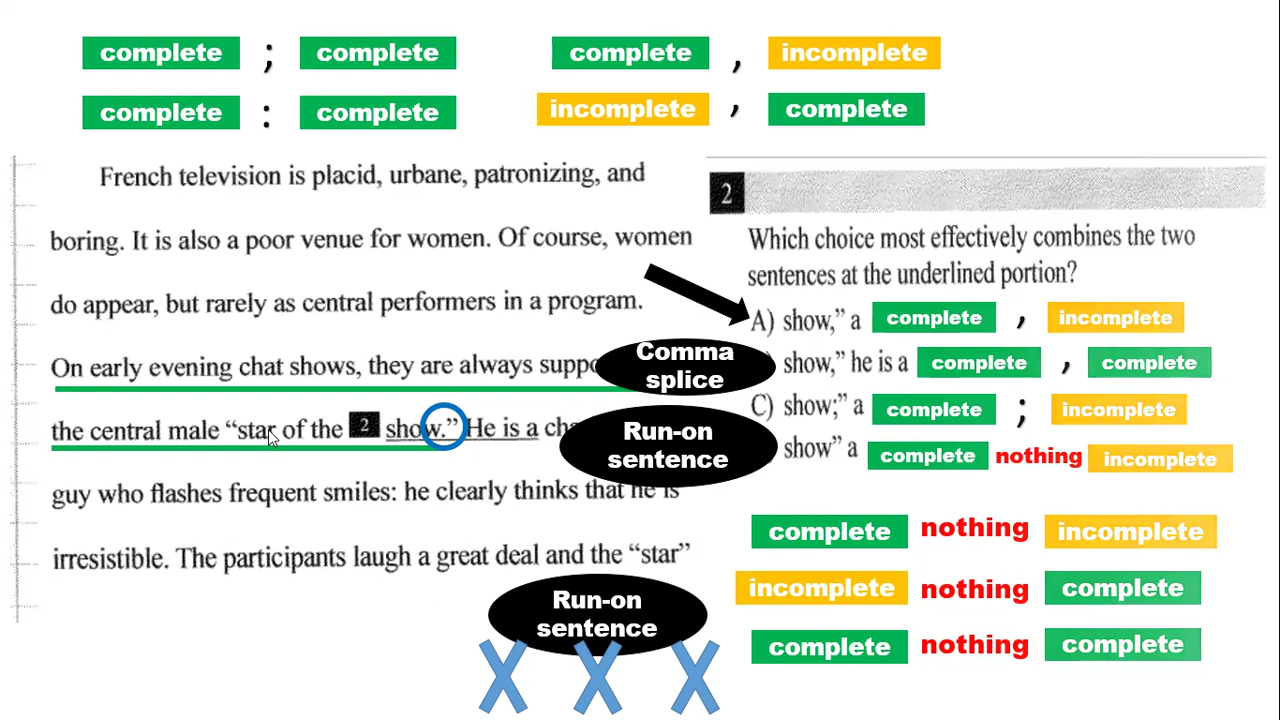 complete ; complete
complete , incomplete
complete : complete
incomplete , complete
French television is placid, urbane, patronizing, and
boring. It is also a poor venue for women. Of course, women
do appear, but rarely as central performers in a program.
On early evening chat shows, they are always
the central male “star of the 2 show.” He is a
guy who flashes frequent smiles: he clearly thinks that he is
irresistible. The participants laugh a great deal and the “star”
2
Which choice most effectively combines the two
sentences at the underlined portion?
A) show,” a complete , incomplete
show,” he is a complete , complete
C) show;” a complete ; incomplete
show” a complete nothing incomplete
Comma
splice
Run-on
sentence
complete nothing incomplete
incomplete nothing complete
complete nothing complete
Run-on
sentence